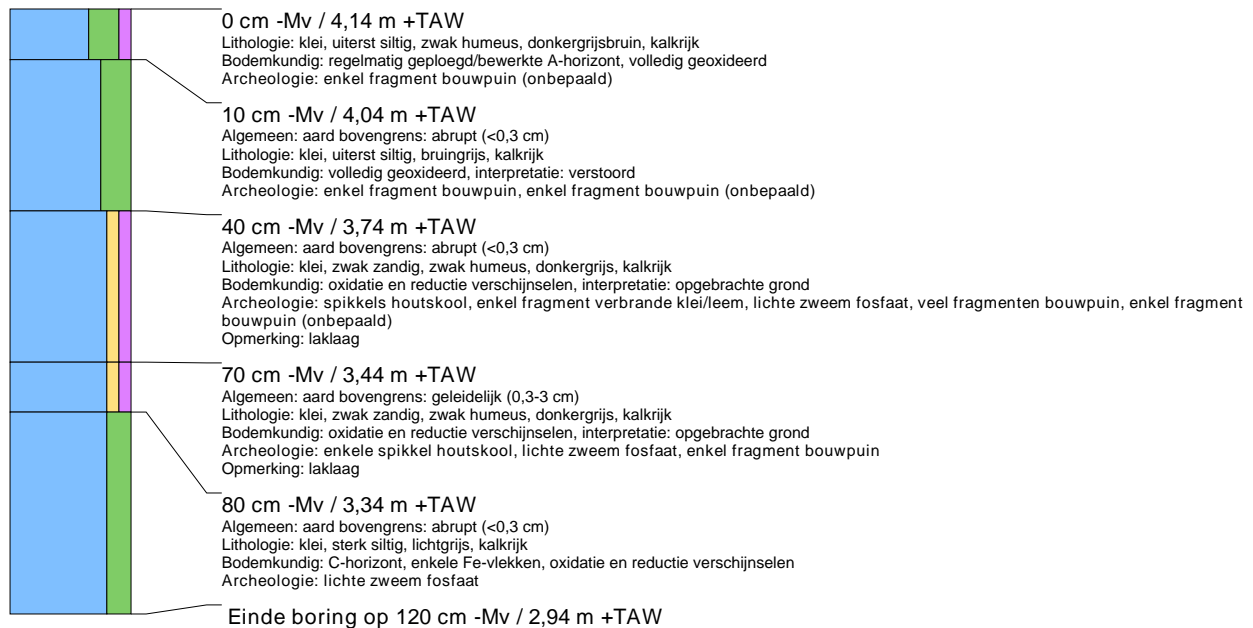 0 cm -Mv / 4,14 m +TAW
Lithologie: klei, uiterst siltig, zwak humeus, donkergrijsbruin, kalkrijk
Bodemkundig: regelmatig geploegd/bewerkte A-horizont, volledig geoxideerd
Archeologie: enkel fragment bouwpuin (onbepaald)
10 cm -Mv / 4,04 m +TAW
Algemeen: aard bovengrens: abrupt (<0,3 cm)
Lithologie: klei, uiterst siltig, bruingrijs, kalkrijk
Bodemkundig: volledig geoxideerd, interpretatie: verstoord
Archeologie: enkel fragment bouwpuin, enkel fragment bouwpuin (onbepaald)
40 cm -Mv / 3,74 m +TAW
Algemeen: aard bovengrens: abrupt (<0,3 cm)
Lithologie: klei, zwak zandig, zwak humeus, donkergrijs, kalkrijk
Bodemkundig: oxidatie en reductie verschijnselen, interpretatie: opgebrachte grond
Archeologie: spikkels houtskool, enkel fragment verbrande klei/leem, lichte zweem fosfaat, veel fragmenten bouwpuin, enkel fragment
bouwpuin (onbepaald)
Opmerking: laklaag
70 cm -Mv / 3,44 m +TAW
Algemeen: aard bovengrens: geleidelijk (0,3-3 cm)
Lithologie: klei, zwak zandig, zwak humeus, donkergrijs, kalkrijk
Bodemkundig: oxidatie en reductie verschijnselen, interpretatie: opgebrachte grond
Archeologie: enkele spikkel houtskool, lichte zweem fosfaat, enkel fragment bouwpuin
Opmerking: laklaag
80 cm -Mv / 3,34 m +TAW
Algemeen: aard bovengrens: abrupt (<0,3 cm)
Lithologie: klei, sterk siltig, lichtgrijs, kalkrijk
Bodemkundig: C-horizont, enkele Fe-vlekken, oxidatie en reductie verschijnselen
Archeologie: lichte zweem fosfaat
Einde boring op 120 cm -Mv / 2,94 m +TAW